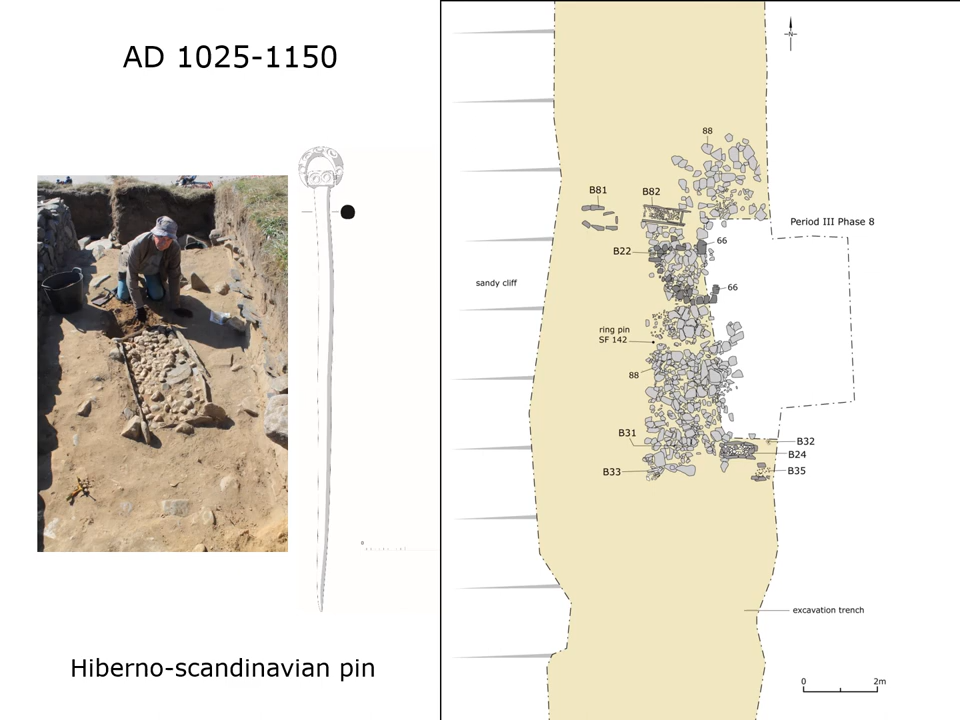 AD 1025-1150
Hiberno-scandinavian pin
0
N
88
B81
B82
Period III Phase 8
66
B22
sandy cliff
66
ring pin
SF 142
88
B31
B32
B24
B33
B35
excavation trench
0 2m